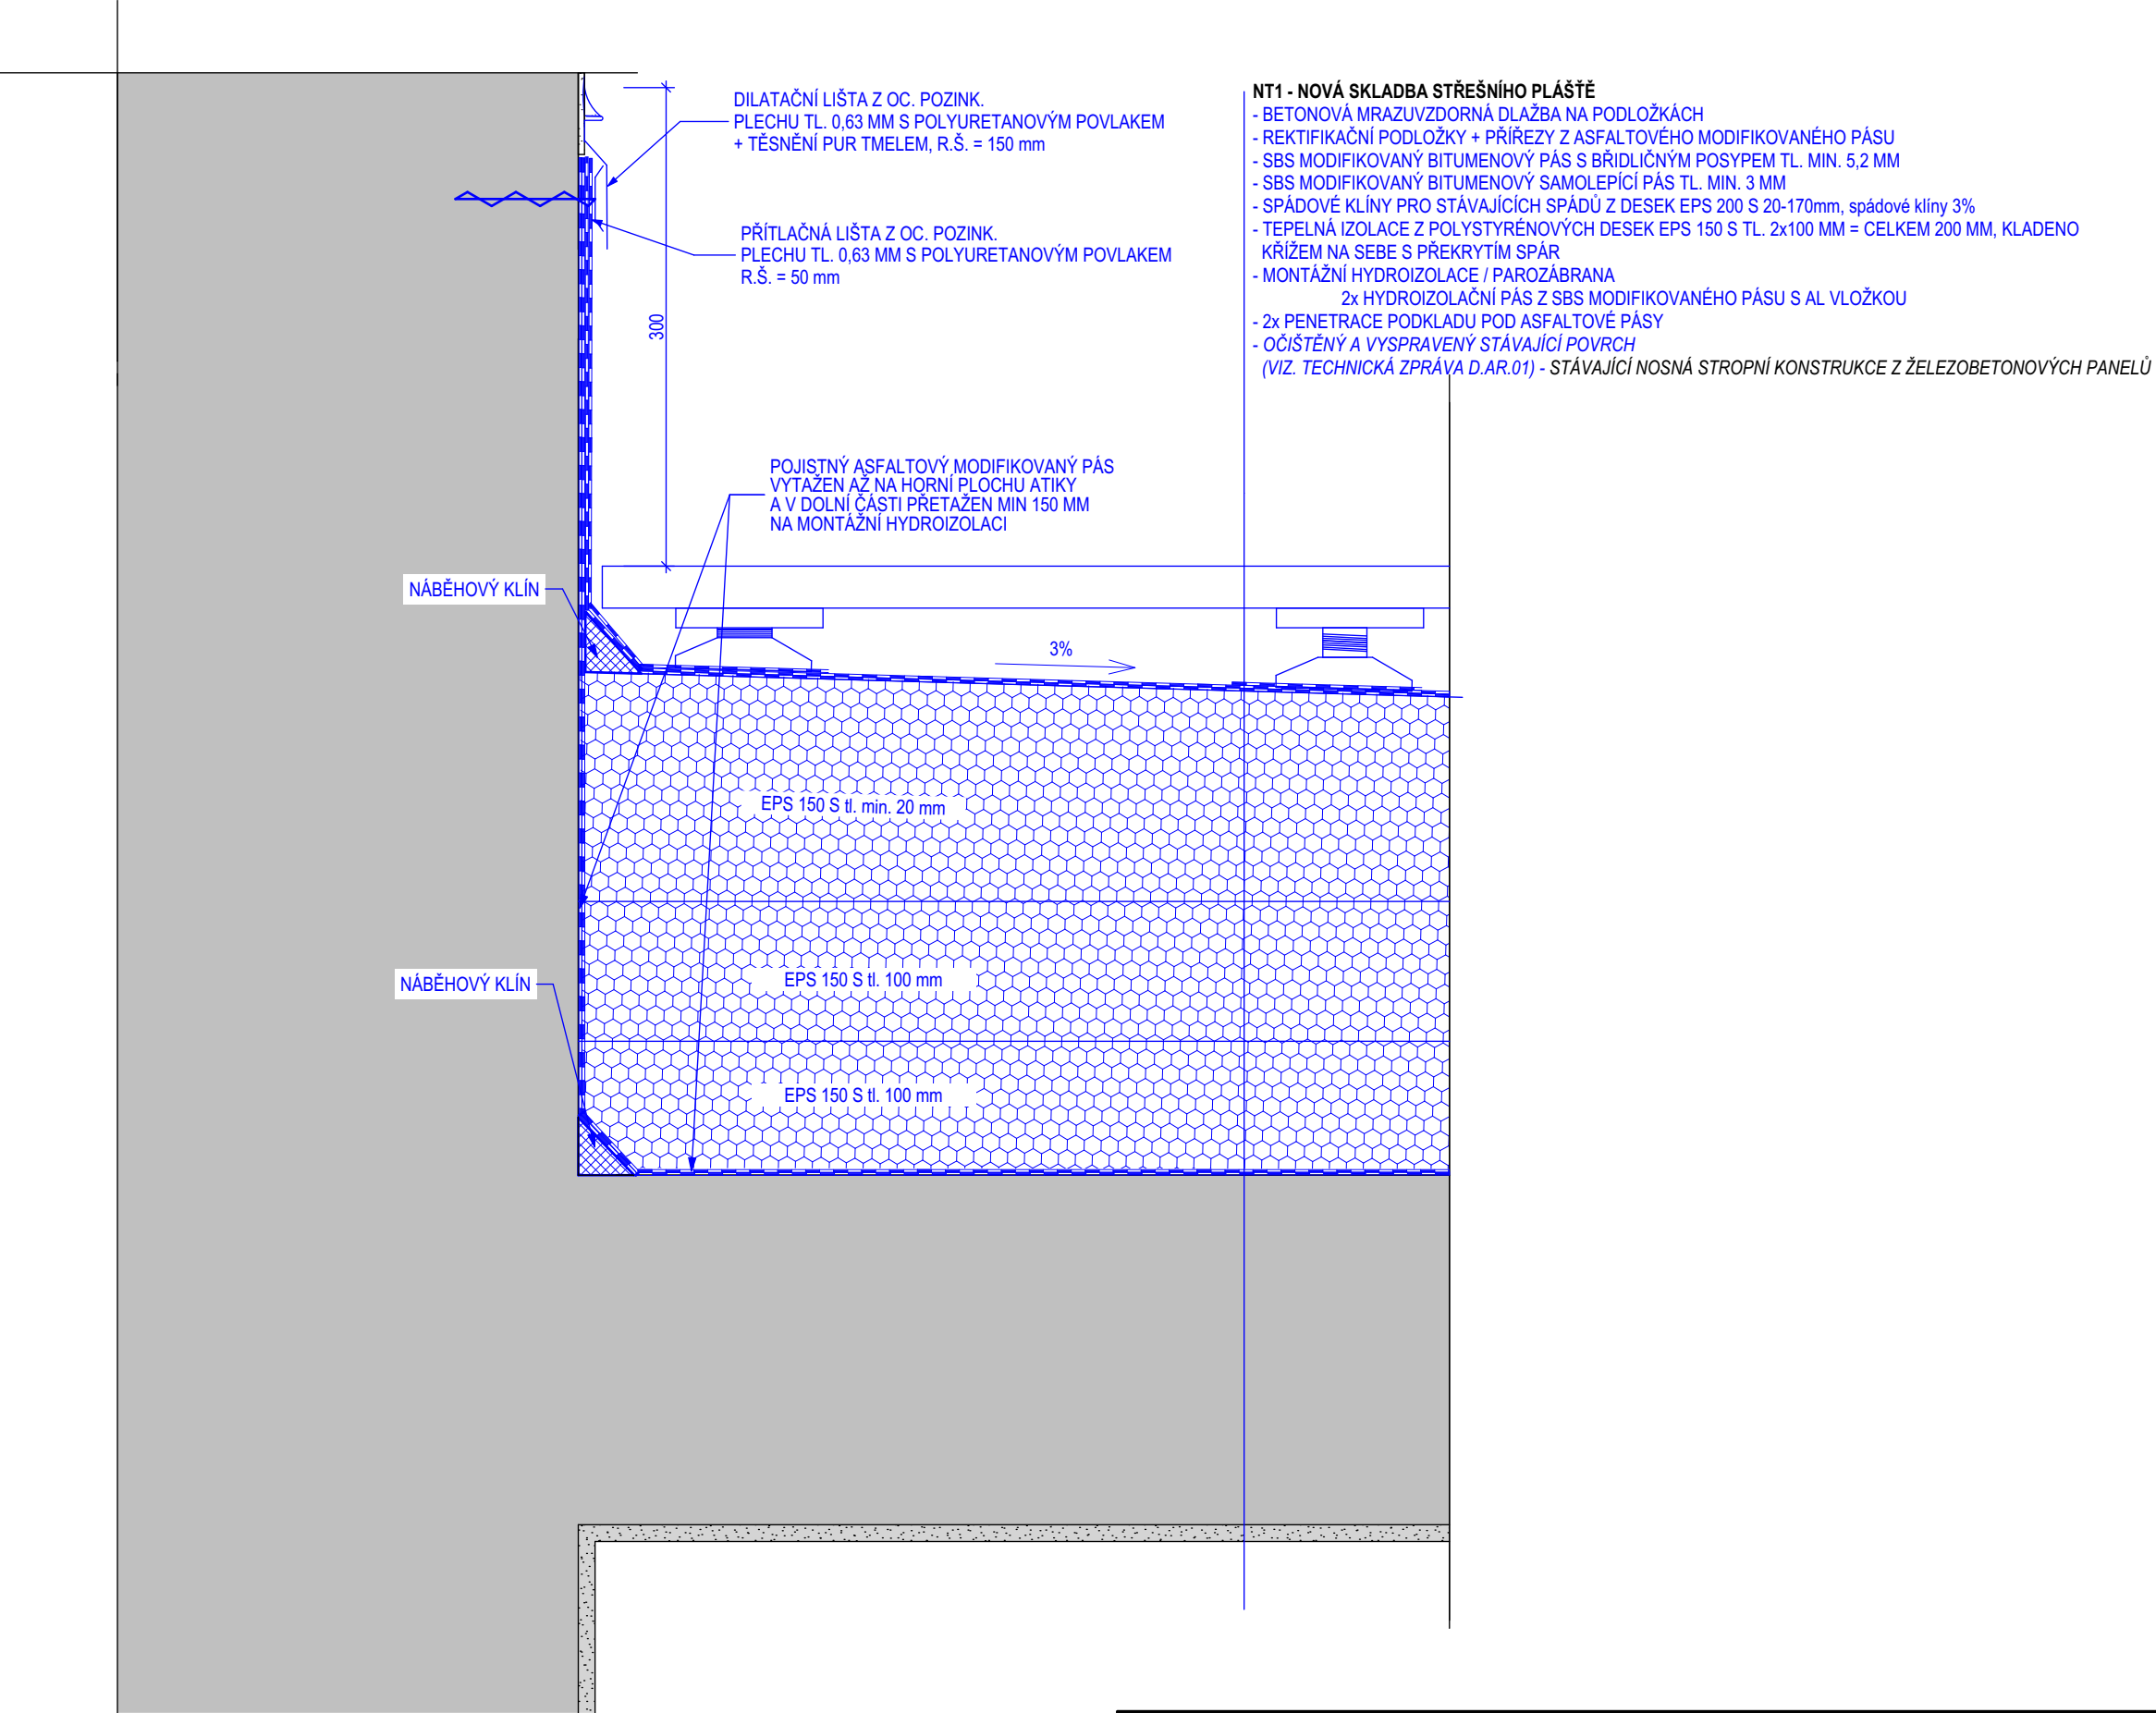 NT1 - NOVÁ SKLADBA STŘEŠNÍHO PLÁŠŤĚ
- BETONOVÁ MRAZUVZDORNÁ DLAŽBA NA PODLOŽKÁCH
- REKTIFIKAČNÍ PODLOŽKY + PŘÍŘEZY Z ASFALTOVÉHO MODIFIKOVANÉHO PÁSU
- SBS MODIFIKOVANÝ BITUMENOVÝ PÁS S BŘIDLIČNÝM POSYPEM TL. MIN. 5,2 MM
- SBS MODIFIKOVANÝ BITUMENOVÝ SAMOLEPÍCÍ PÁS TL. MIN. 3 MM
- SPÁDOVÉ KLÍNY PRO STÁVAJÍCÍCH SPÁDŮ Z DESEK EPS 200 S 20-170mm, spádové klíny 3%
- TEPELNÁ IZOLACE Z POLYSTYRÉNOVÝCH DESEK EPS 150 S TL. 2x100 MM = CELKEM 200 MM, KLADENO
KŘÍŽEM NA SEBE S PŘEKRYTÍM SPÁR
- MONTÁŽNÍ HYDROIZOLACE / PAROZÁBRANA
2x HYDROIZOLAČNÍ PÁS Z SBS MODIFIKOVANÉHO PÁSU S AL VLOŽKOU
- 2x PENETRACE PODKLADU POD ASFALTOVÉ PÁSY
- OČIŠTĚNÝ A VYSPRAVENÝ STÁVAJÍCÍ POVRCH
(VIZ. TECHNICKÁ ZPRÁVA D.AR.01) - STÁVAJÍCÍ NOSNÁ STROPNÍ KONSTRUKCE Z ŽELEZOBETONOVÝCH PANELŮ
DILATAČNÍ LIŠTA Z OC. POZINK.
PLECHU TL. 0,63 MM S POLYURETANOVÝM POVLAKEM
+ TĚSNĚNÍ PUR TMELEM, R.Š. = 150 mm
PŘÍTLAČNÁ LIŠTA Z OC. POZINK.
PLECHU TL. 0,63 MM S POLYURETANOVÝM POVLAKEM
R.Š. = 50 mm
300
POJISTNÝ ASFALTOVÝ MODIFIKOVANÝ PÁS
VYTAŽEN AŽ NA HORNÍ PLOCHU ATIKY
A V DOLNÍ ČÁSTI PŘETAŽEN MIN 150 MM
NA MONTÁŽNÍ HYDROIZOLACI
NÁBĚHOVÝ KLÍN
3%
EPS 150 S tl. min. 20 mm
EPS 150 S tl. 100 mm
NÁBĚHOVÝ KLÍN
EPS 150 S tl. 100 mm